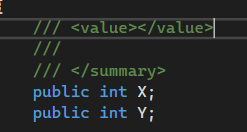 /// <value></value>
///
/// </summary>
public int X;
public int Y;